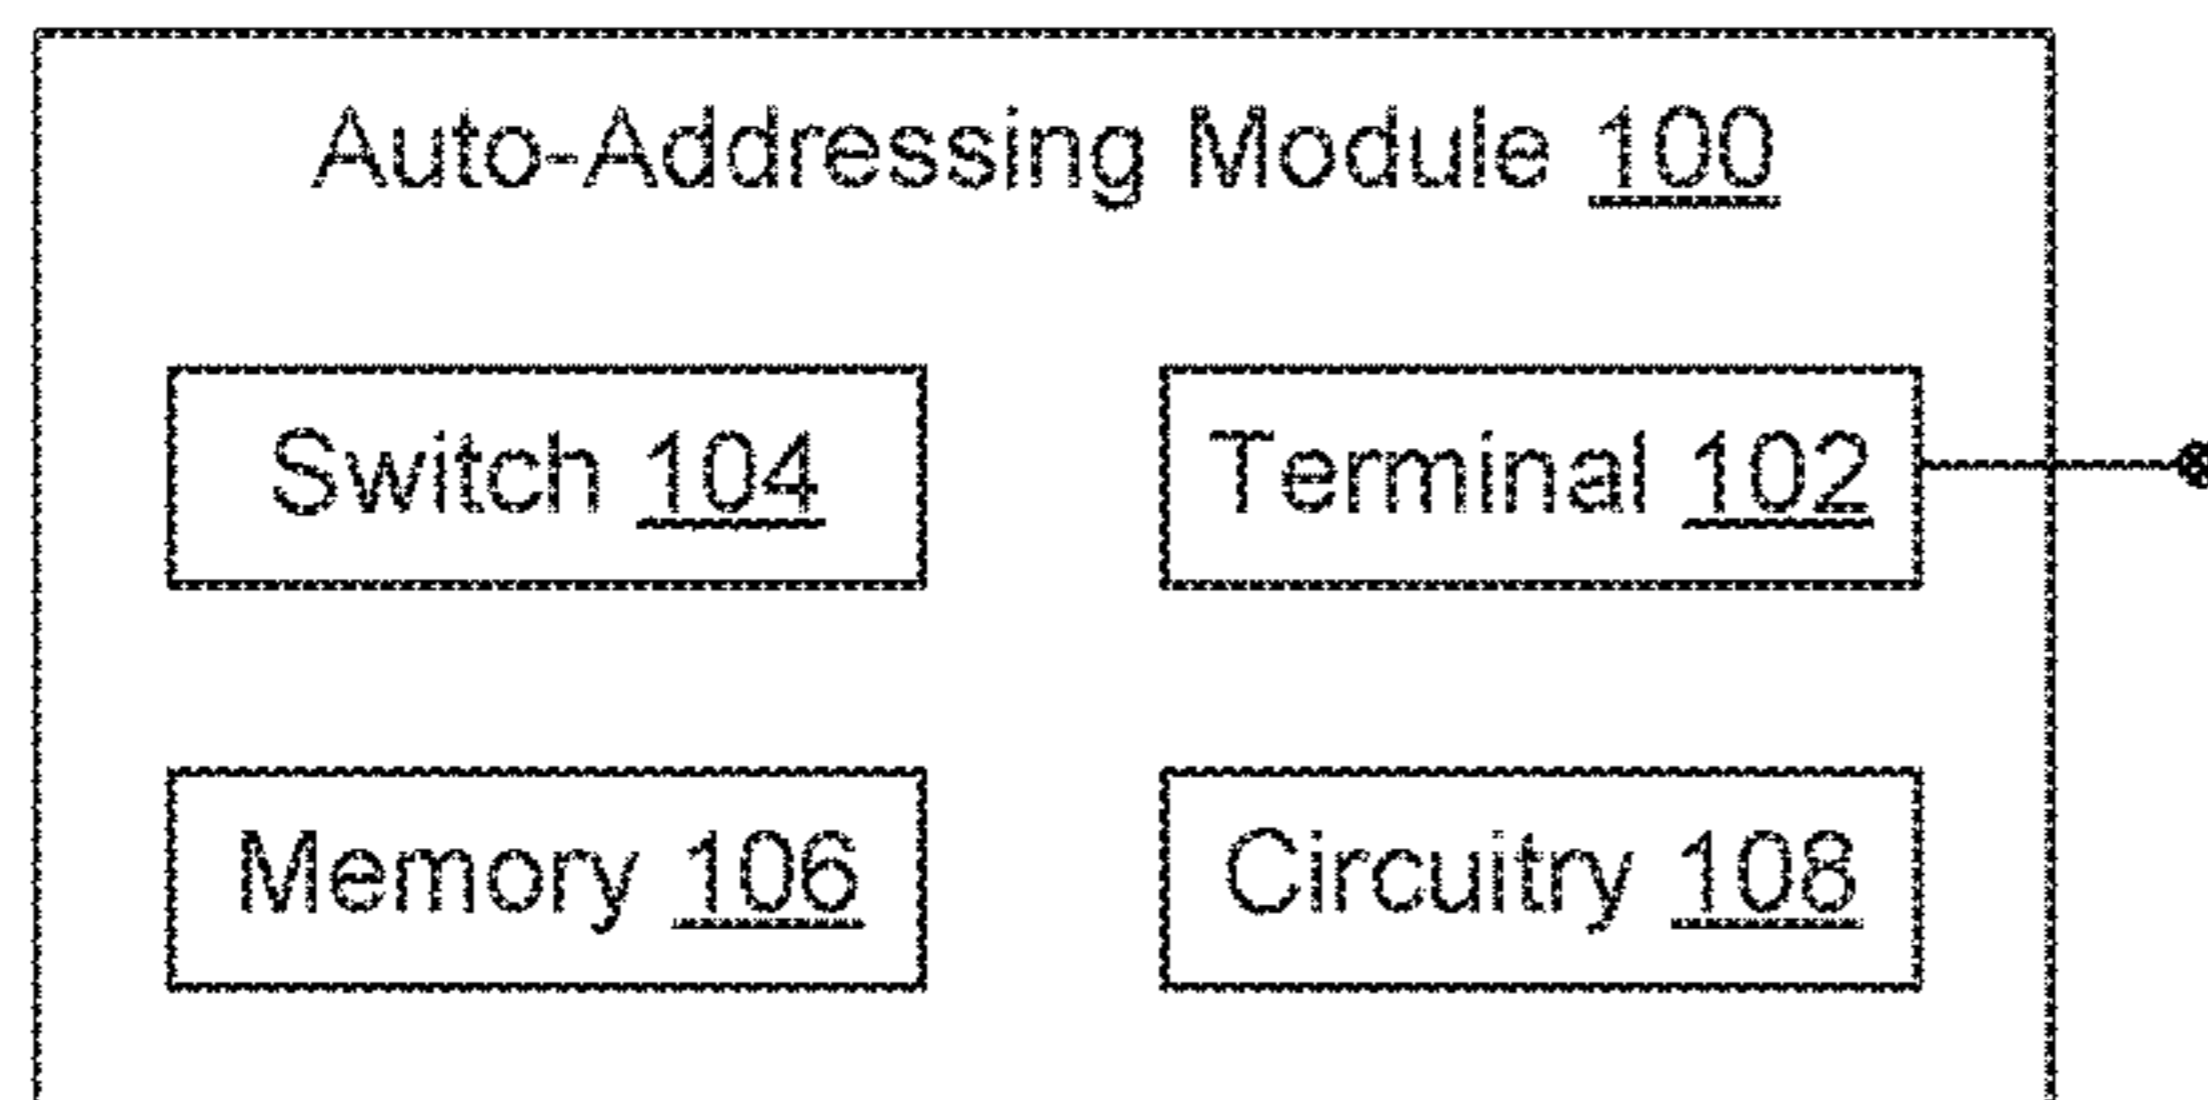 Auto-Addressing Module 100
Switch 104
Terminal 102
Memory 106
Circuitry 108